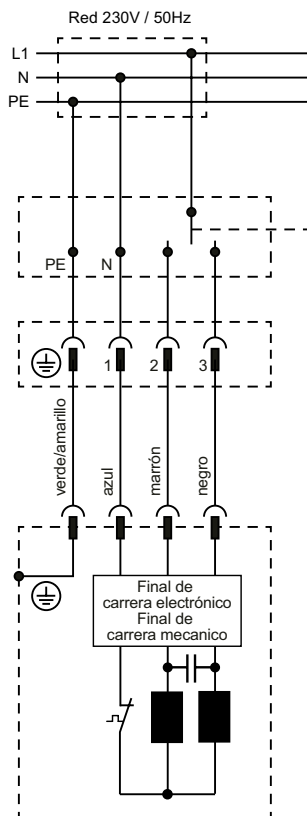 Red 230V / 50Hz
L1
N
PE
PE
N
1
2
3
verde/amarillo
azul
marrón
negro
Final de
carrera electrónico
Final de
carrera mecanico